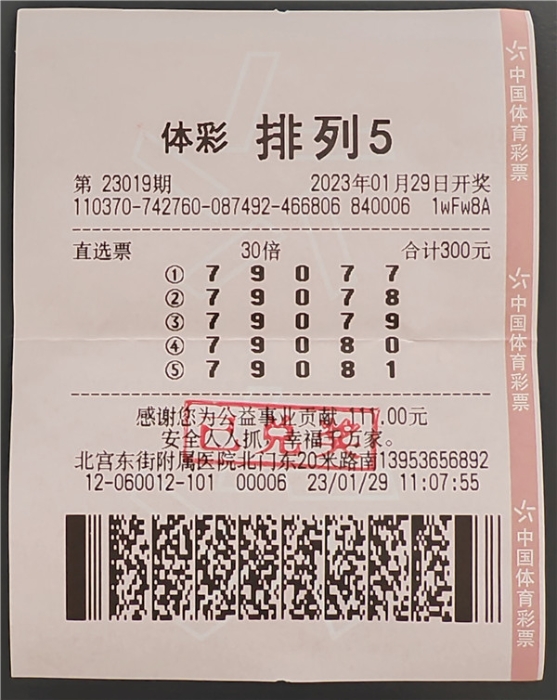 体彩 排列5
第 23019期 2023年01月29日开奖
110370-742760-087492-466806 840006 1wFw8A
直选票 30倍 合计300元
① 7 9 0 7 7
② 7 9 0 7 8
③ 7 9 0 7 9
④ 7 9 0 8 0
⑤ 7 9 0 8 1
感谢您为公益事业贡献 111.00元
安全人人抓，幸福千万家。
已兑奖
北宫东街附属医院北门东20米路南13953656892
12-060012-101 00006 23/01/29 11:07:55
中国体育彩票
中国体育彩票
中国体育彩票